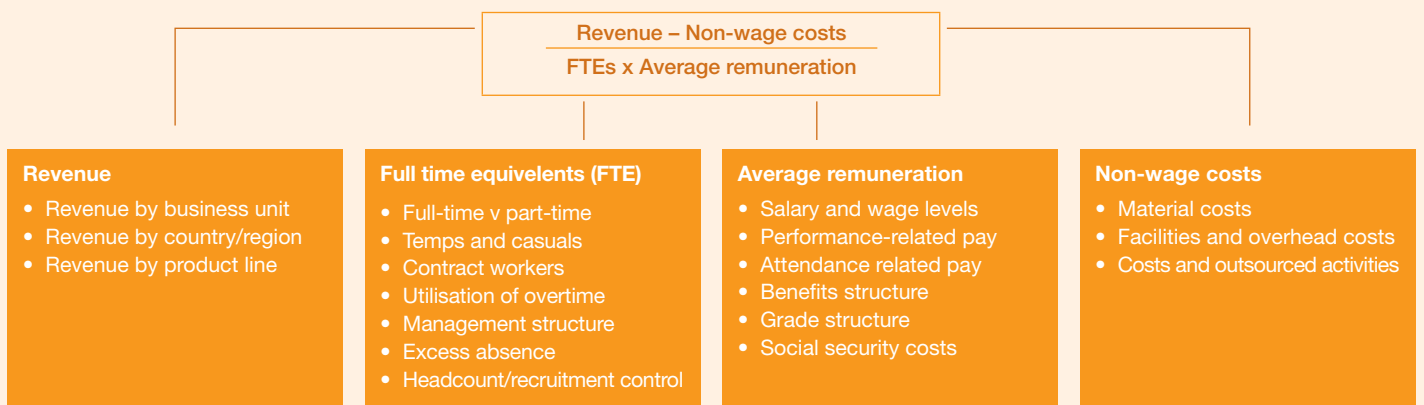 Revenue – Non-wage costs
FTEs x Average remuneration
Revenue
• Revenue by business unit
• Revenue by country/region
• Revenue by product line
Full time equivelents (FTE)
• Full-time v part-time
• Temps and casuals
• Contract workers
• Utilisation of overtime
• Management structure
• Excess absence
• Headcount/recruitment control
Average remuneration
• Salary and wage levels
• Performance-related pay
• Attendance related pay
• Benefits structure
• Grade structure
• Social security costs
Non-wage costs
• Material costs
• Facilities and overhead costs
• Costs and outsourced activities